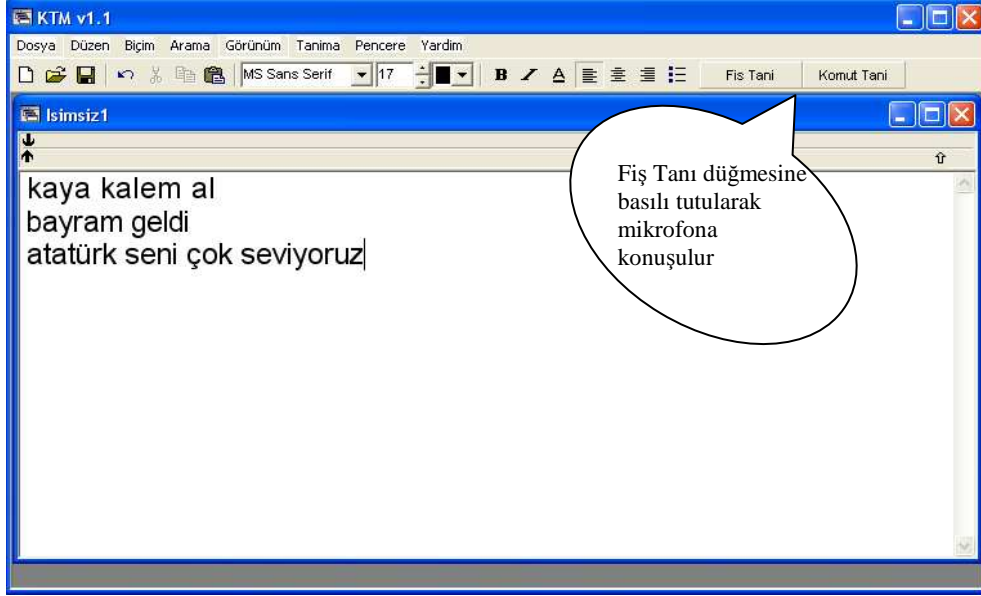 KTM v1.1
Dosya Düzen Biçim Arama Görünüm Tanima Pencere Yardim
MS Sans Serif 17 B Z A Fis Tani Komut Tani
Isimsiz1
kaya kalem al
bayram geldi
atatürk seni çok seviyoruz
Fiş Tanı düğmesine
basılı tutularak
mikrofona
konuşulur